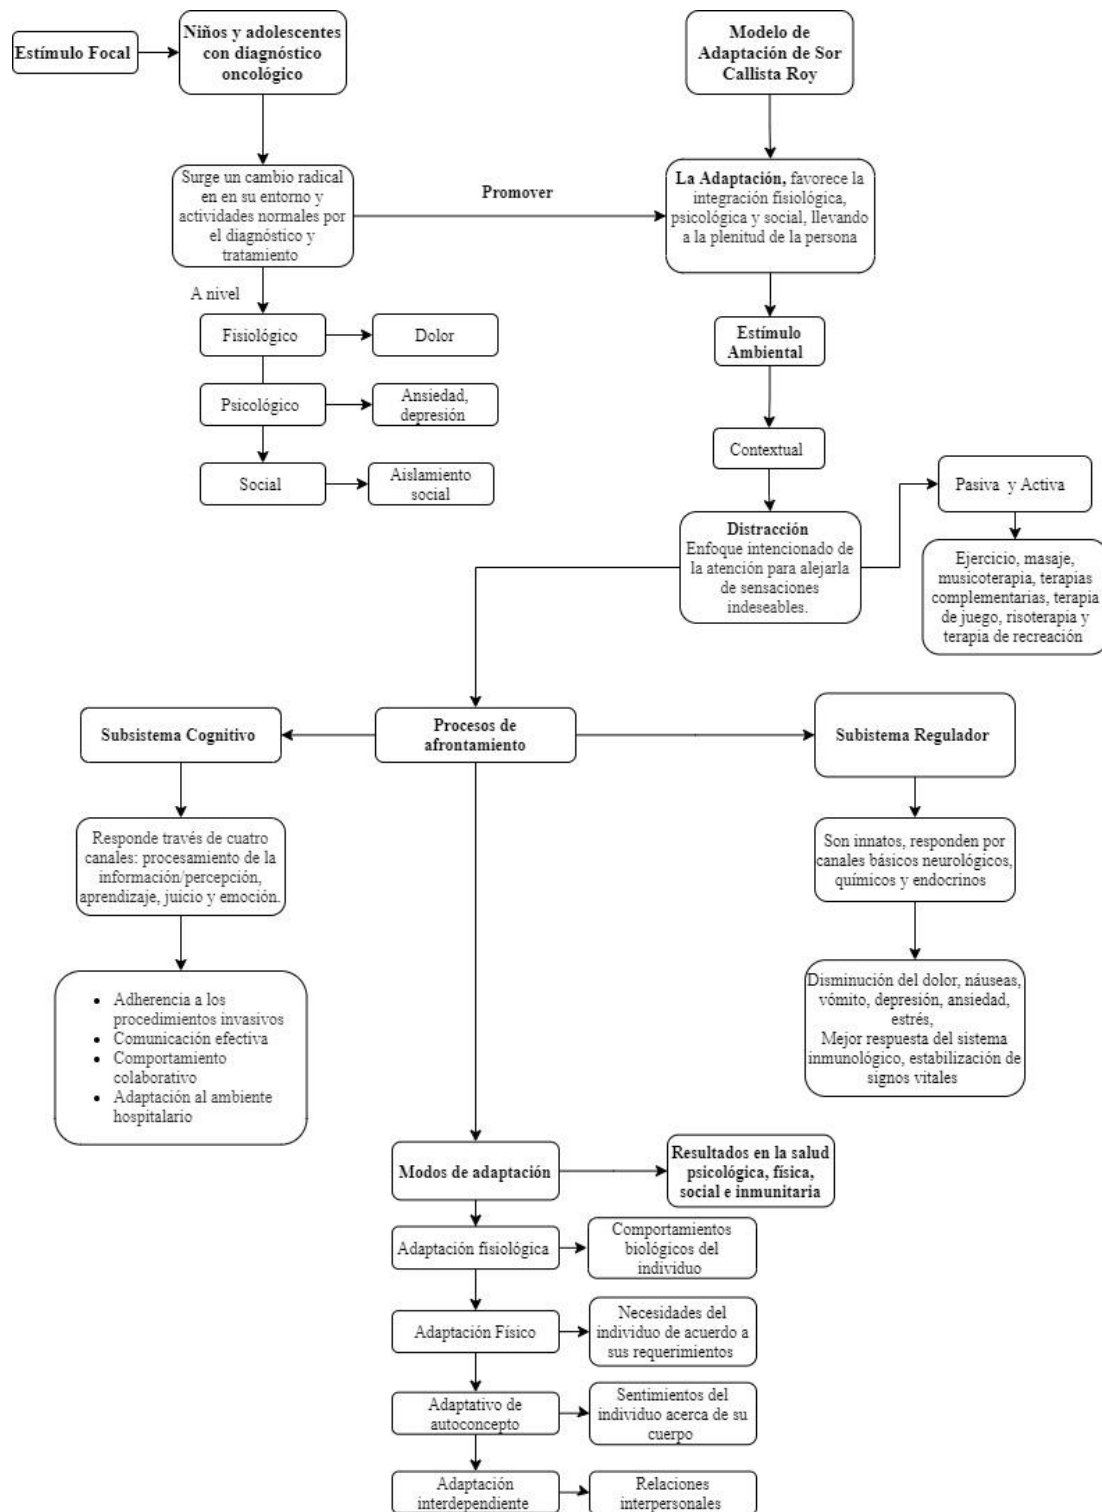 Estímulo Focal
Niños y adolescentes
con diagnóstico
oncológico
Modelo de
Adaptación de Sor
Callista Roy
Surge un cambio radical
en en su entorno y
actividades normales por
el diagnóstico y
tratamiento
Promover
La Adaptación, favorece la
integración fisiológica,
psicológica y social, llevando
a la plenitud de la persona
A nivel
Fisiológico
Dolor
Psicológico
Ansiedad,
depresión
Social
Aislamiento
social
Estímulo
Ambiental
Contextual
Distracción
Enfoque intencionado de
la atención para alejarla
de sensaciones
indeseables.
Pasiva y Activa
Ejercicio, masaje,
musicoterapia, terapias
complementarias, terapia
de juego, risoterapia y
terapia de recreación
Subsistema Cognitivo
Procesos de
afrontamiento
Subistema Regulador
Responde través de cuatro
canales: procesamiento de la
información/percepción,
aprendizaje, juicio y emoción.
Son innatos, responden por
canales básicos neurológicos,
químicos y endocrinos
• Adherencia a los
procedimientos invasivos
• Comunicación efectiva
• Comportamiento
colaborativo
• Adaptación al ambiente
hospitalario
Disminución del dolor, náuseas,
vómito, depresión, ansiedad,
estrés,
Mejor respuesta del sistema
inmunológico, estabilización de
signos vitales
Modos de adaptación
Resultados en la salud
psicológica, física,
social e inmunitaria
Adaptación fisiológica
Comportamientos
biológicos del
individuo
Adaptación Físico
Necesidades del
individuo de acuerdo a
sus requerimientos
Adaptativo de
autoconcepto
Sentimientos del
individuo acerca de su
cuerpo
Adaptación
interdependiente
Relaciones
interpersonales